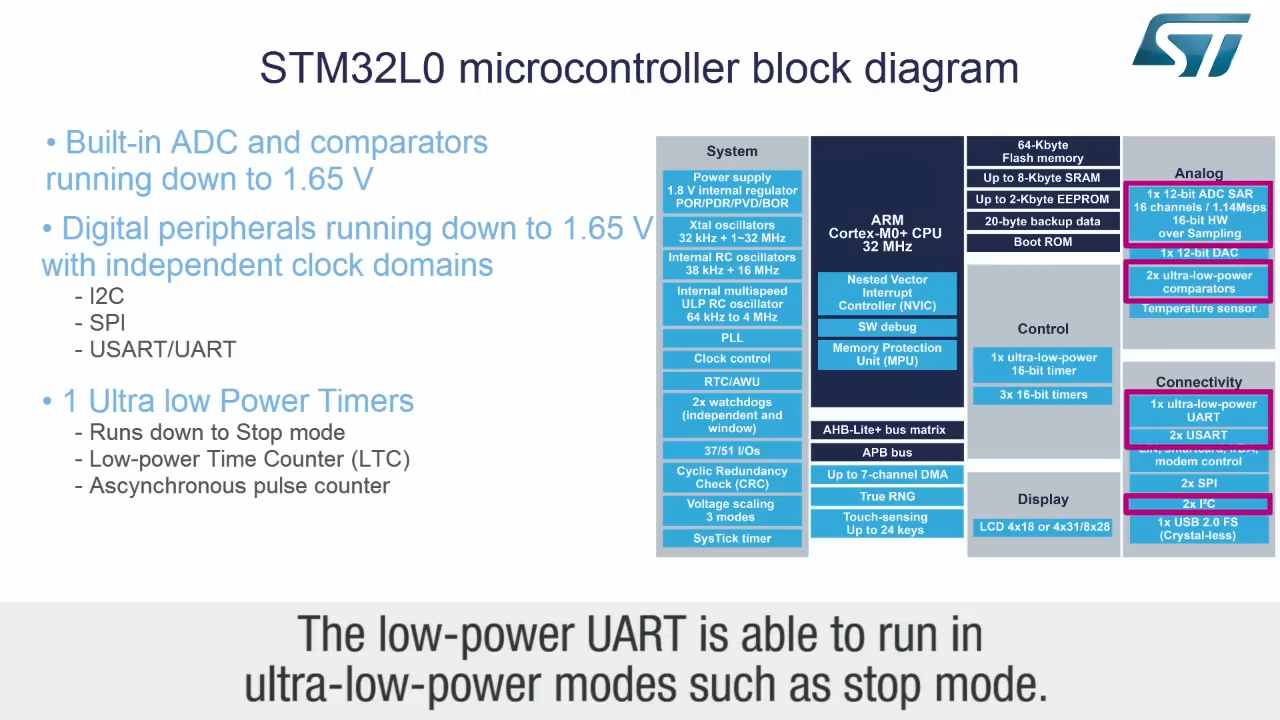 ST
STM32L0 microcontroller block diagram
• Built-in ADC and comparators
running down to 1.65 V
• Digital peripherals running down to 1.65 V
with independent clock domains
- I2C
- SPI
- USART/UART
• 1 Ultra low Power Timers
- Runs down to Stop mode
- Low-power Time Counter (LTC)
- Ascynchronous pulse counter
System
Power supply
1.8 V internal regulator
POR/PDR/PVD/BOR
Xtal oscillators
32 kHz + 1~32 MHz
Internal RC oscillators
38 kHz + 16 MHz
Internal multispeed
ULP RC oscillator
64 kHz to 4 MHz
PLL
Clock control
RTC/AWU
2x watchdogs
(independent and
window)
37/51 I/Os
Cyclic Redundancy
Check (CRC)
Voltage scaling
3 modes
SysTick timer
ARM
Cortex-M0+ CPU
32 MHz
Nested Vector
Interrupt
Controller (NVIC)
SW debug
Memory Protection
Unit (MPU)
AHB-Lite+ bus matrix
APB bus
Up to 7-channel DMA
True RNG
Touch-sensing
Up to 24 keys
64-Kbyte
Flash memory
Up to 8-Kbyte SRAM
Up to 2-Kbyte EEPROM
20-byte backup data
Boot ROM
Control
1x ultra-low-power
16-bit timer
3x 16-bit timers
Display
LCD 4x18 or 4x31/8x28
Analog
1x 12-bit ADC SAR
16 channels / 1.14Msps
16-bit HW
over Sampling
1x 12-bit DAC
2x ultra-low-power
comparators
Temperature sensor
Connectivity
1x ultra-low-power
UART
2x USART
LIN, smartcard, IrDA,
modem control
2x SPI
2x I²C
1x USB 2.0 FS
(Crystal-less)
The low-power UART is able to run in
ultra-low-power modes such as stop mode.